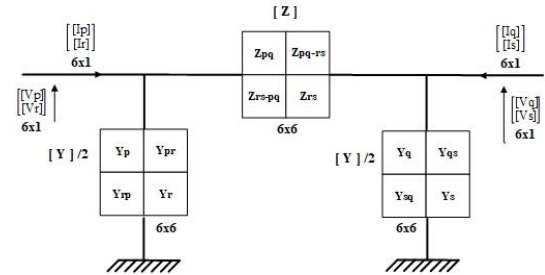 [ Z ]
[[Ip]
[Ir]]
6x1
[[Iq]
[Is]]
6x1
Zpq Zpq-rs
Zrs-pq Zrs
6x6
[[Vp]
[Vr]]
6x1
[[Vq]
[Vs]]
6x1
[ Y ] /2
Yp Ypr
Yrp Yr
6x6
[ Y ] /2
Yq Yqs
Ysq Ys
6x6